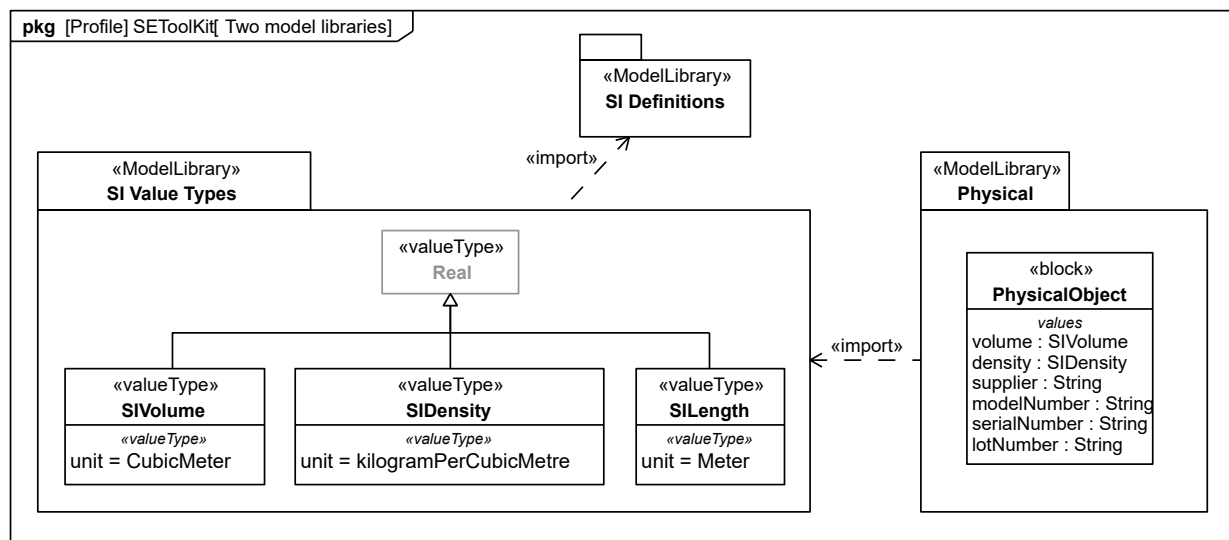 pkg [Profile] SEToolKit[ Two model libraries]
«ModelLibrary»
SI Definitions
«import»
«ModelLibrary»
SI Value Types
«ModelLibrary»
Physical
«valueType»
Real
«block»
PhysicalObject
values
volume : SIVolume
density : SIDensity
supplier : String
modelNumber : String
serialNumber : String
lotNumber : String
«import»
«valueType»
SIVolume
«valueType»
unit = CubicMeter
«valueType»
SIDensity
«valueType»
unit = kilogramPerCubicMetre
«valueType»
SILength
«valueType»
unit = Meter